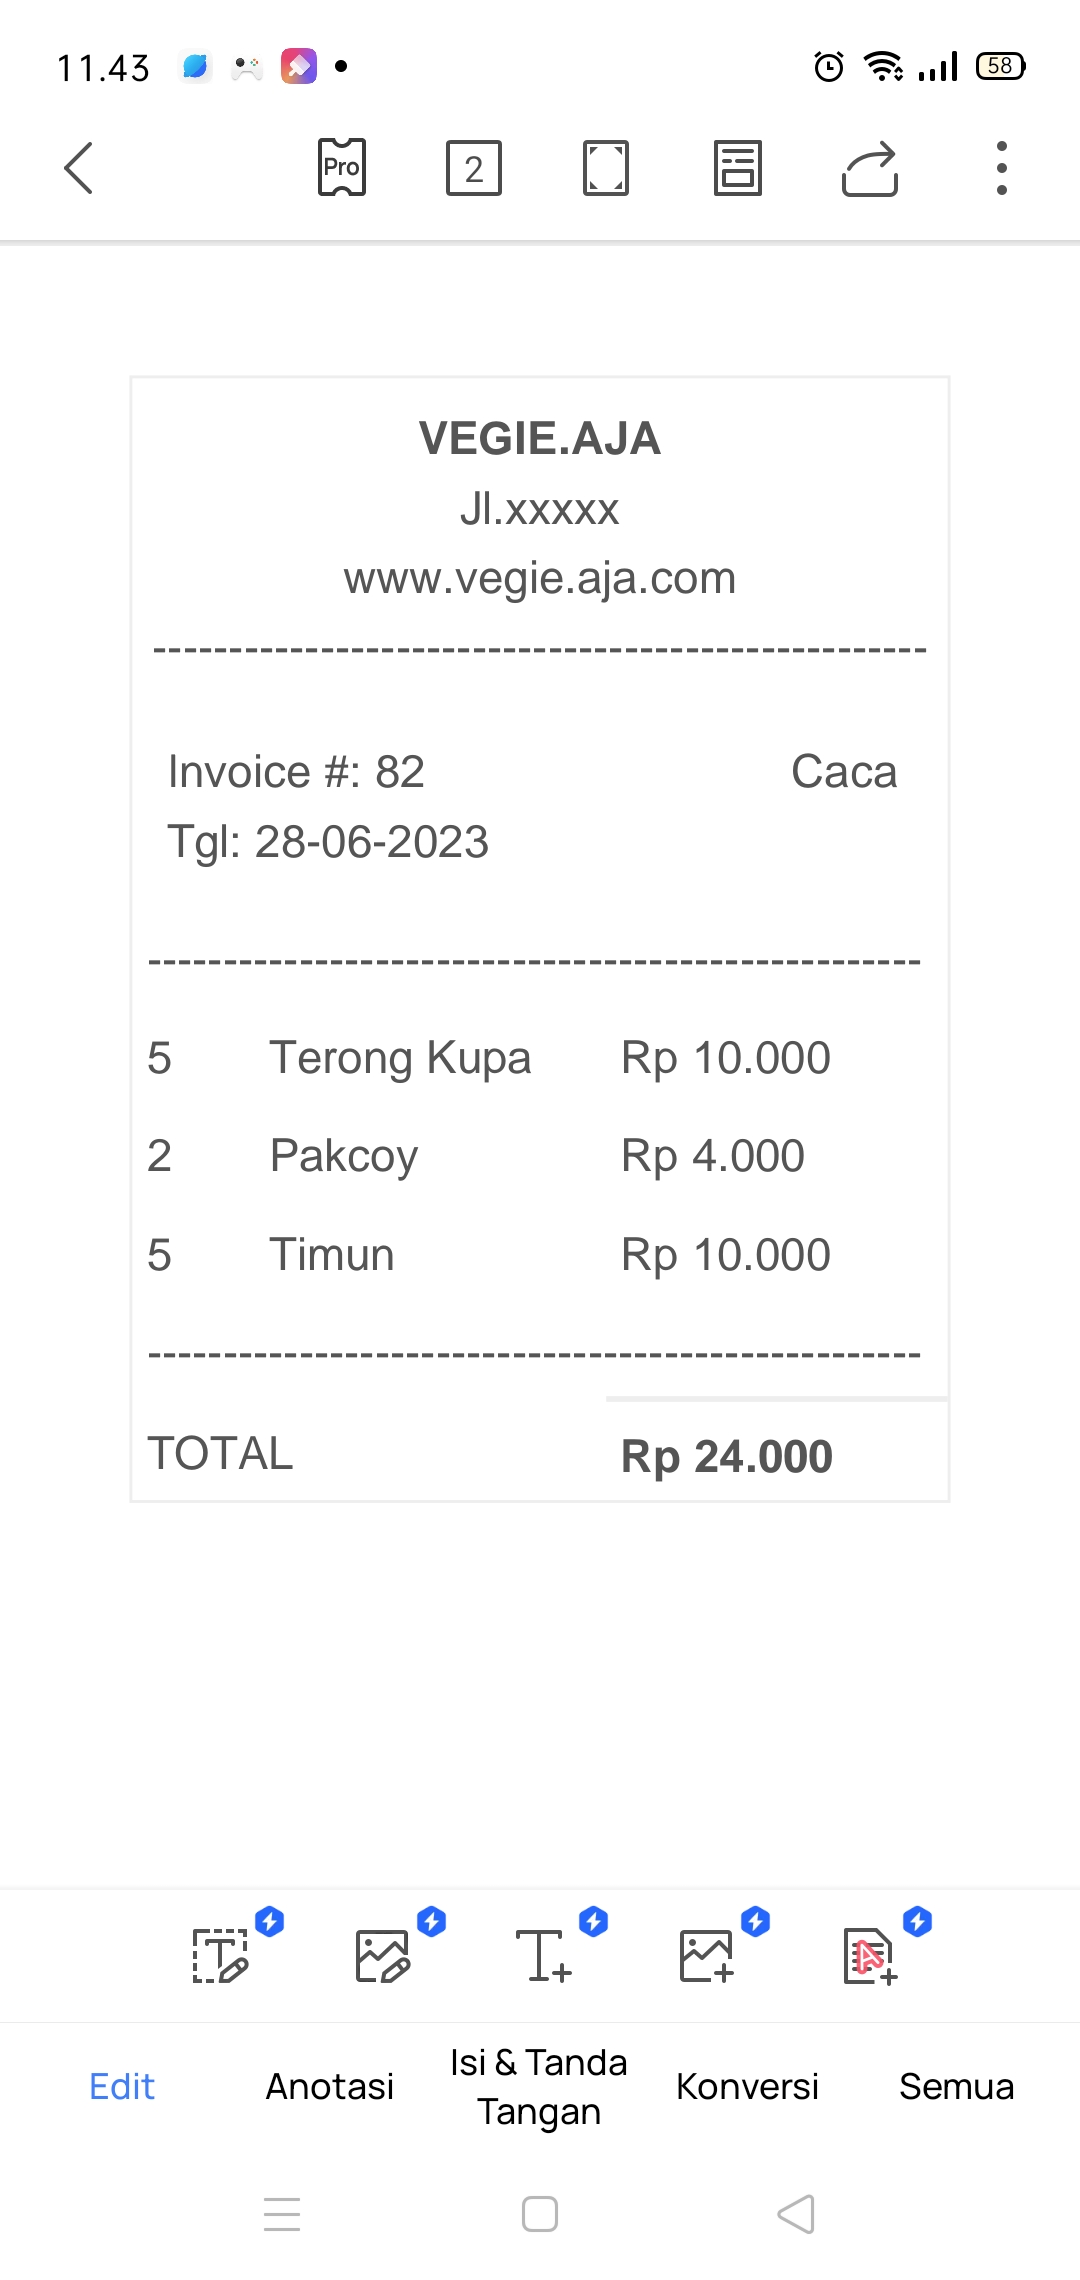 11.43
58
Pro
2
VEGIE.AJA
Jl.xxxxx
www.vegie.aja.com
--------------------------------------------------
Invoice #: 82 Caca
Tgl: 28-06-2023
--------------------------------------------------
5 Terong Kupa Rp 10.000
2 Pakcoy Rp 4.000
5 Timun Rp 10.000
--------------------------------------------------
TOTAL Rp 24.000
Edit
Anotasi
Isi & Tanda
Tangan
Konversi
Semua